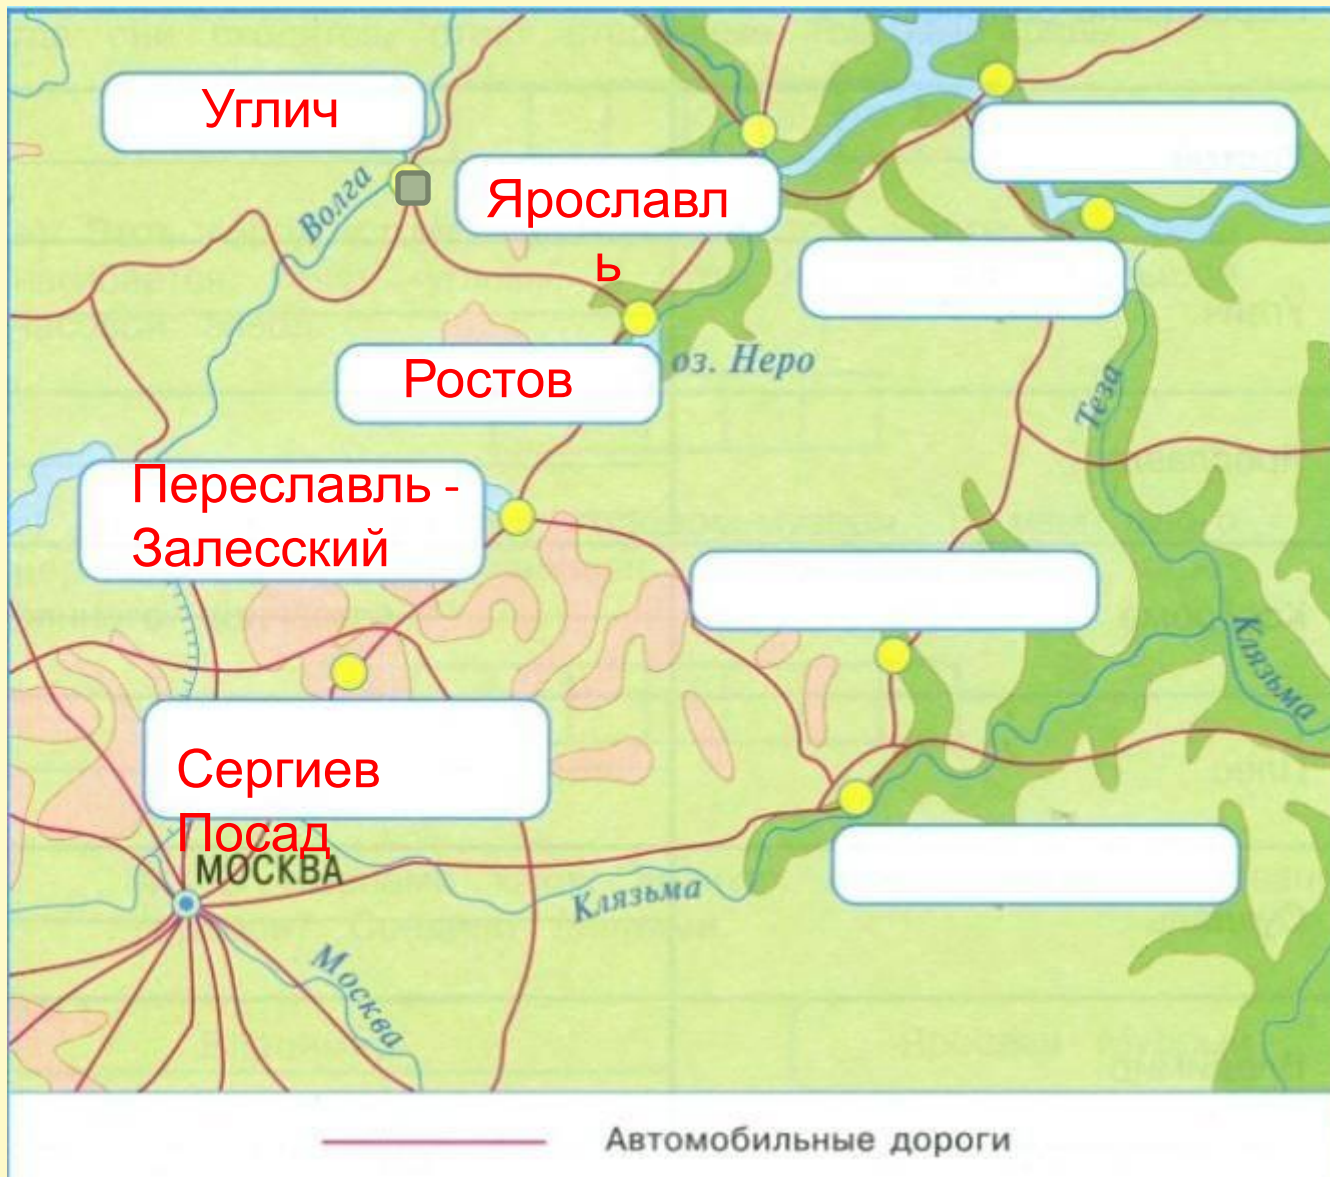 Углич
Ярославл
ь
Волга
оз. Неро
Ростов
Теза
Переславль -
Залесский
Клязьма
Сергиев
Посад
МОСКВА
Клязьма
Москва
Автомобильные дороги